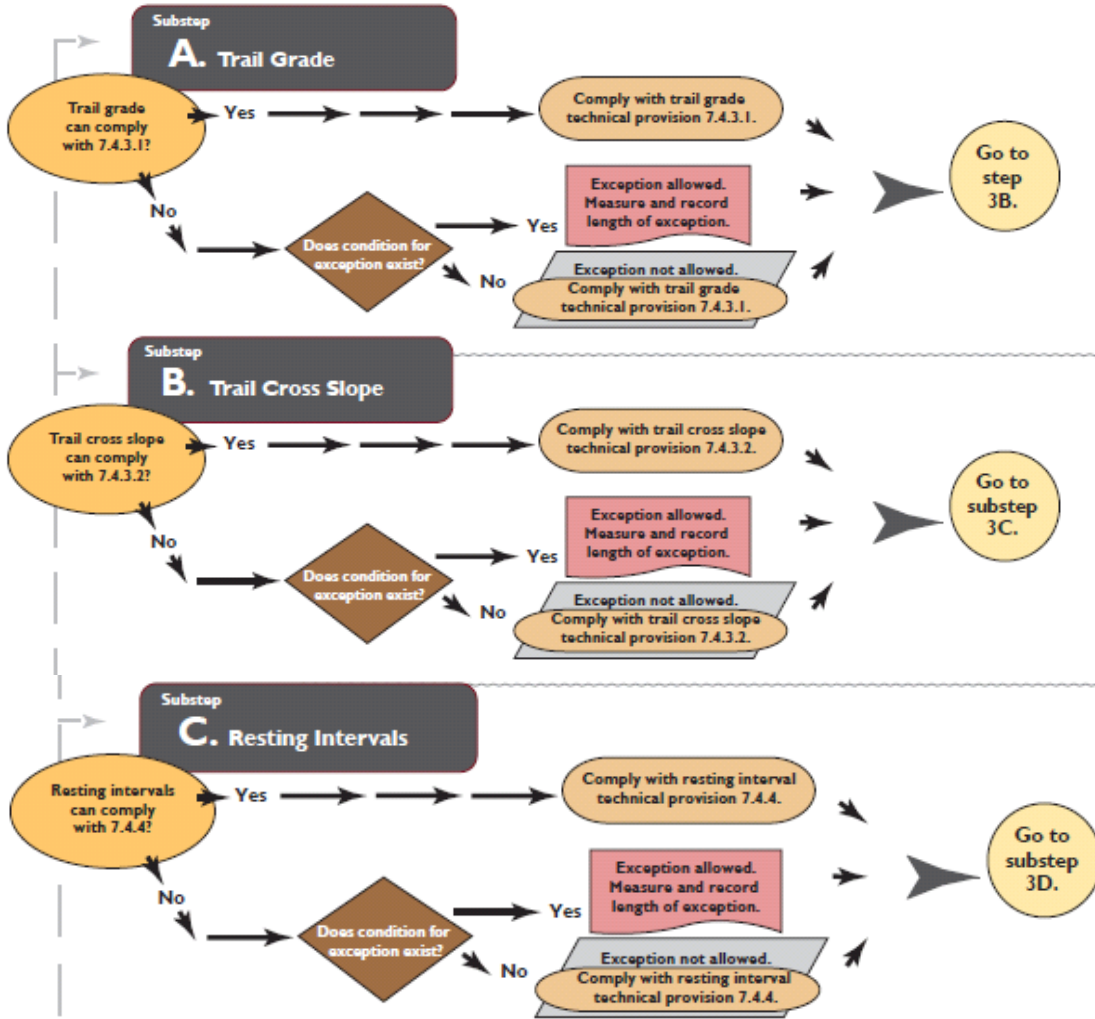 Substep
A. Trail Grade
Trail grade
can comply
with 7.4.3.1?
Yes
Comply with trail grade
technical provision 7.4.3.1.
No
Does condition for
exception exist?
Yes
Exception allowed.
Measure and record
length of exception.
No
Exception not allowed.
Comply with trail grade
technical provision 7.4.3.1.
Go to
step
3B.
Substep
B. Trail Cross Slope
Trail cross slope
can comply
with 7.4.3.2?
Yes
Comply with trail cross slope
technical provision 7.4.3.2.
No
Does condition for
exception exist?
Yes
Exception allowed.
Measure and record
length of exception.
No
Exception not allowed.
Comply with trail cross slope
technical provision 7.4.3.2.
Go to
substep
3C.
Substep
C. Resting Intervals
Resting intervals
can comply
with 7.4.4?
Yes
Comply with resting interval
technical provision 7.4.4.
No
Does condition for
exception exist?
Yes
Exception allowed.
Measure and record
length of exception.
No
Exception not allowed.
Comply with resting interval
technical provision 7.4.4.
Go to
substep
3D.